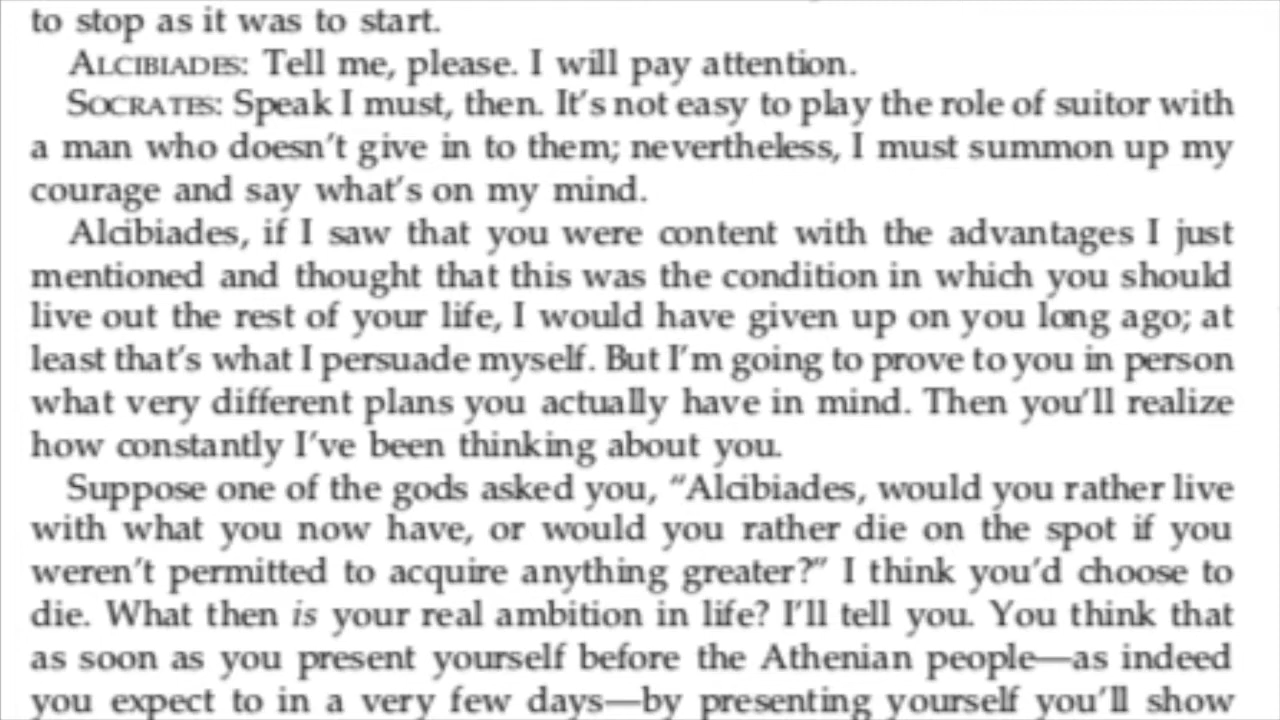 to stop as it was to start.
ALCIBIADES: Tell me, please. I will pay attention.
SOCRATES: Speak I must, then. It's not easy to play the role of suitor with
a man who doesn't give in to them; nevertheless, I must summon up my
courage and say what's on my mind.
Alcibiades, if I saw that you were content with the advantages I just
mentioned and thought that this was the condition in which you should
live out the rest of your life, I would have given up on you long ago; at
least that's what I persuade myself. But I'm going to prove to you in person
what very different plans you actually have in mind. Then you'll realize
how constantly I've been thinking about you.
Suppose one of the gods asked you, “Alcibiades, would you rather live
with what you now have, or would you rather die on the spot if you
weren't permitted to acquire anything greater?” I think you'd choose to
die. What then is your real ambition in life? I'll tell you. You think that
as soon as you present yourself before the Athenian people—as indeed
you expect to in a very few days—by presenting yourself you'll show